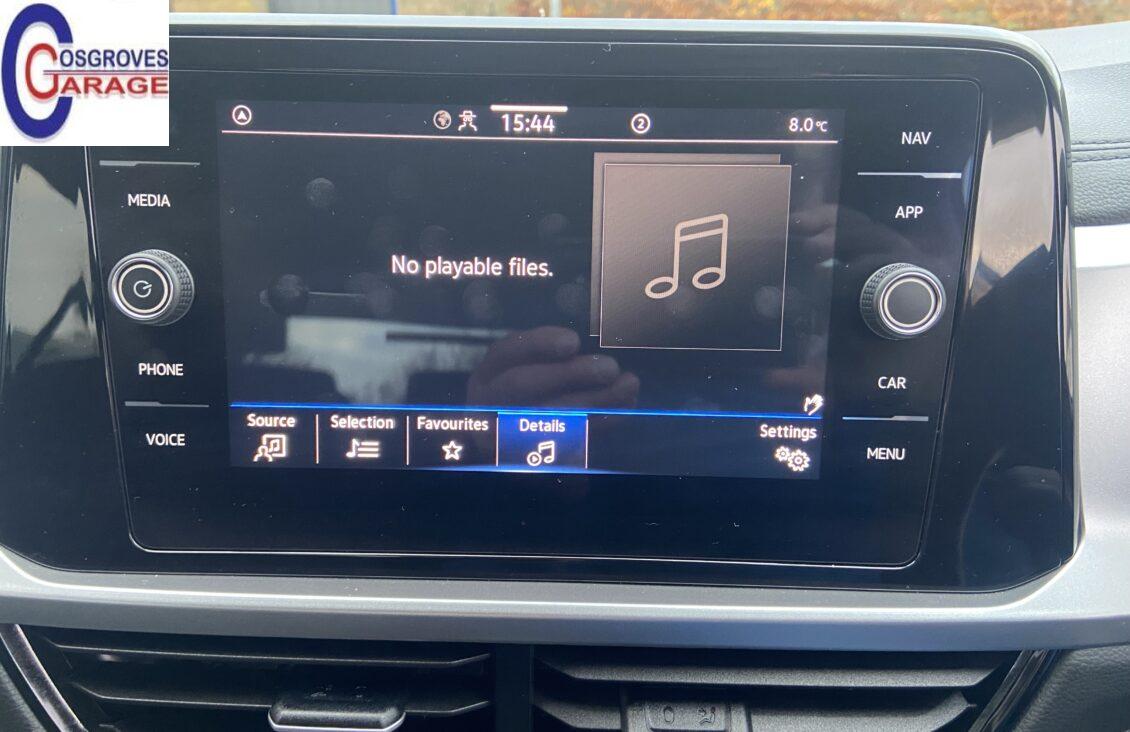 COSGROVES
GARAGE
15:44
2
8.0°C
NAV
MEDIA
APP
No playable files.
PHONE
CAR
Source
Selection
Favourites
Details
Settings
VOICE
MENU